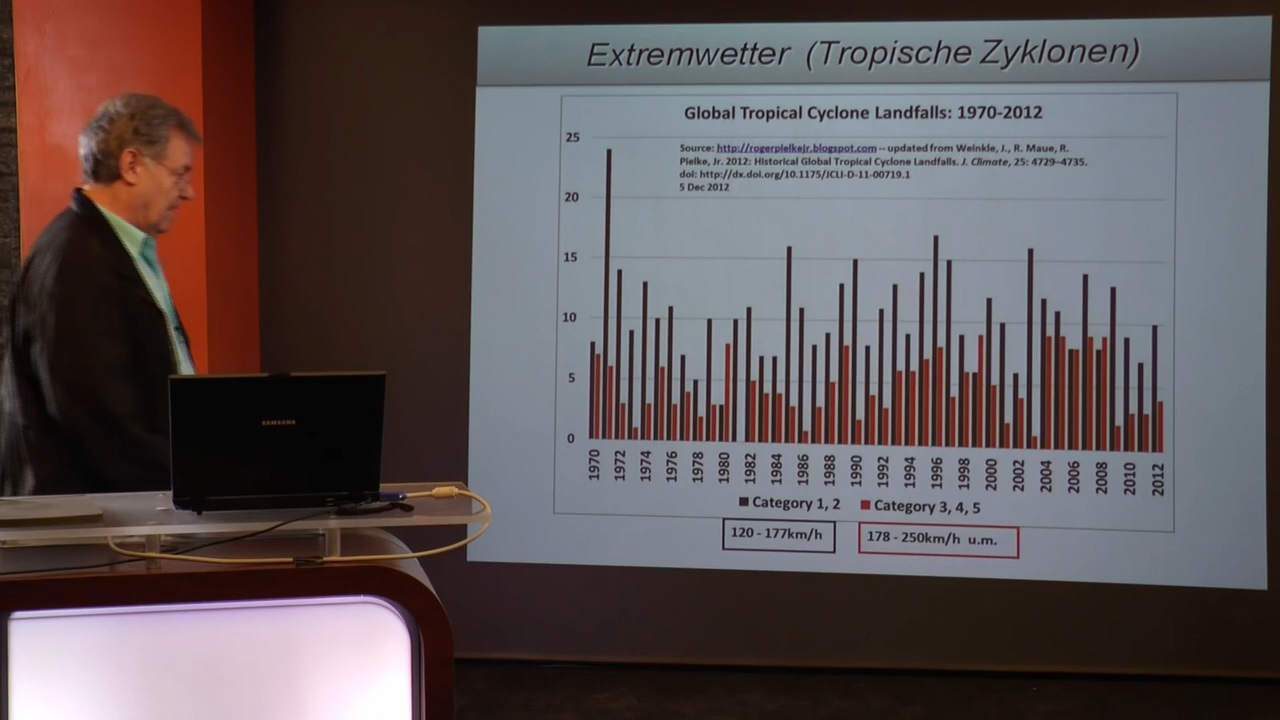 Extremwetter (Tropische Zyklonen)
Global Tropical Cyclone Landfalls: 1970-2012
Source: http://rogerpielkejr.blogspot.com – updated from Weinkle, J., R. Maue, R.
Pielke, Jr. 2012: Historical Global Tropical Cyclone Landfalls. J. Climate, 25: 4729–4735.
doi: http://dx.doi.org/10.1175/JCLI-D-11-00719.1
5 Dec 2012
25
20
15
10
5
0
1970 1972 1974 1976 1978 1980 1982 1984 1986 1988 1990 1992 1994 1996 1998 2000 2002 2004 2006 2008 2010 2012
Category 1, 2 Category 3, 4, 5
120 - 177km/h 178 - 250km/h u.m.
SAMSUNG